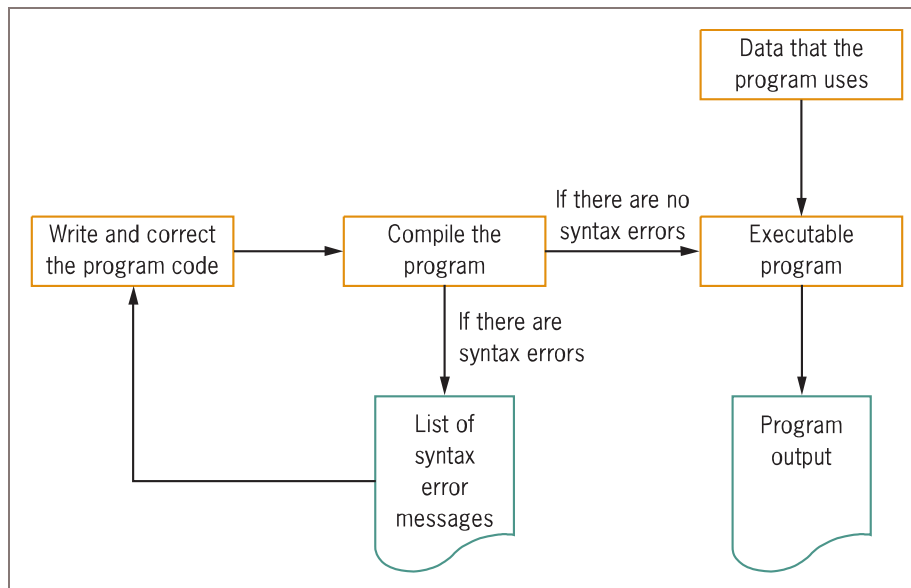 Data that the
program uses
If there are no
syntax errors
Write and correct
the program code
Compile the
program
Executable
program
If there are
syntax errors
List of
syntax
error
messages
Program
output